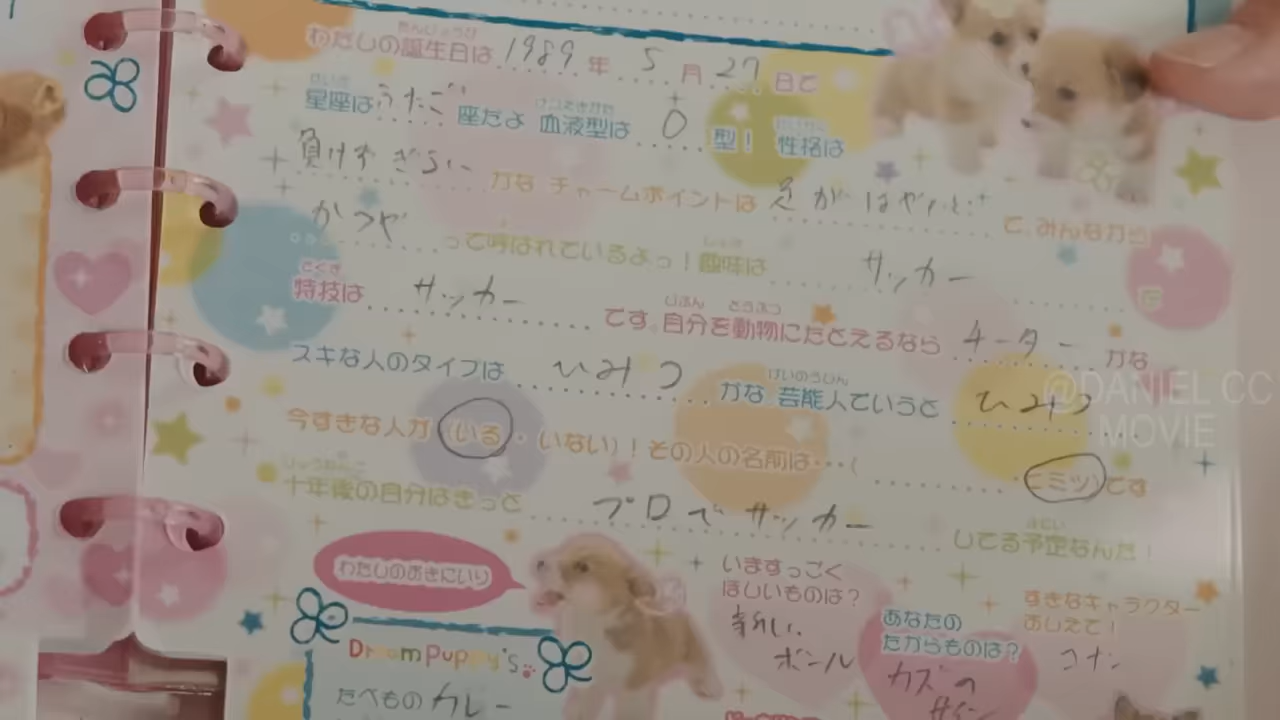 わたしの誕生日は 1989 年 5 月 27 日で
星座は ふたご 座だよ 血液型は O 型! 性格は
負けずぎらい かな チャームポイントは 足がはやいとこ で、みんなから
かつや って呼ばれているよっ! 趣味は サッカー で
特技は サッカー です。自分を動物にたとえるなら チーター かな
スキな人のタイプは ひみつ かな 芸能人でいうと ひみつ
今すきな人が (いる・いない)! その人の名前は…( ヒミツ)です
十年後の自分はきっと プロでサッカー してる予定なんだ!
わたしのおきにいり
いますっごく
ほしいものは?
新しい
ボール
あなたの
たからものは?
カズの
サイン
すきなキャラクター
おしえて!
コナン
Dream Puppy's
たべもの カレー
@DANIEL CC
MOVIE